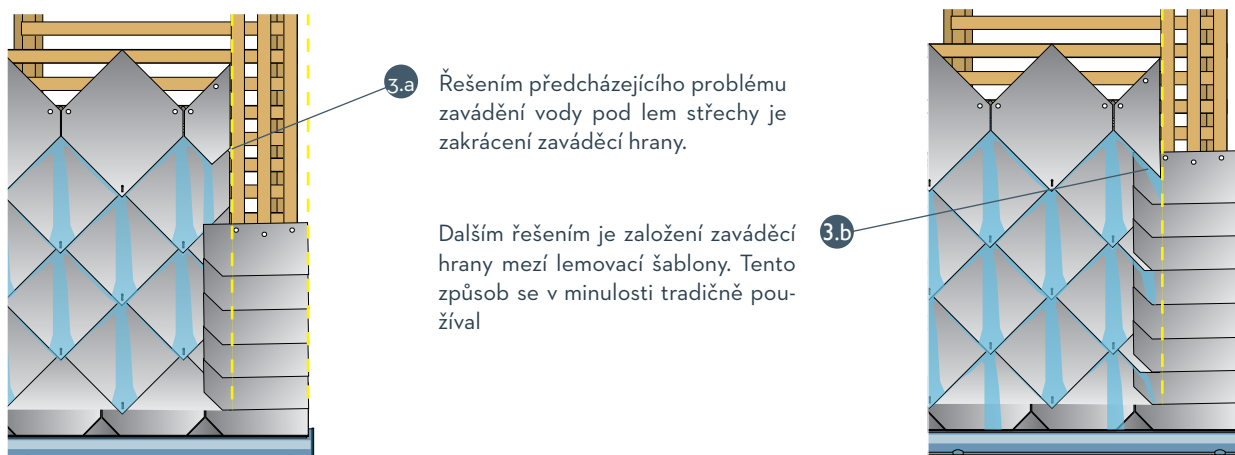 3.a
Řešením předcházejícího problému
zavádění vody pod lem střechy je
zakrácení zaváděcí hrany.
3.b
Dalším řešením je založení zaváděcí
hrany mezí lemovací šablony. Tento
způsob se v minulosti tradičně pou-
žíval